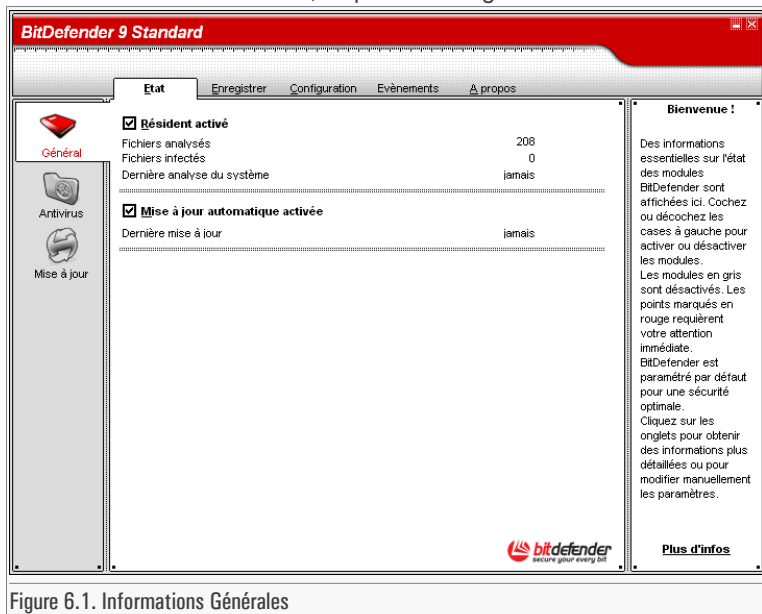 BitDefender 9 Standard
Etat Enregistrer Configuration Evènements A propos
Général
Antivirus
Mise à jour
Résident activé
Fichiers analysés 208
Fichiers infectés 0
Dernière analyse du système jamais
Mise à jour automatique activée
Dernière mise à jour jamais
bitdefender
secure your every bit
Bienvenue !
Des informations
essentielles sur l'état
des modules
BitDefender sont
affichées ici. Cochez
ou décochez les
cases à gauche pour
activer ou désactiver
les modules.
Les modules en gris
sont désactivés. Les
points marqués en
rouge requièrent
votre attention
immédiate.
BitDefender est
paramétré par défaut
pour une sécurité
optimale.
Cliquez sur les
onglets pour obtenir
des informations plus
détaillées ou pour
modifier manuellement
les paramètres.
Plus d'infos
Figure 6.1. Informations Générales